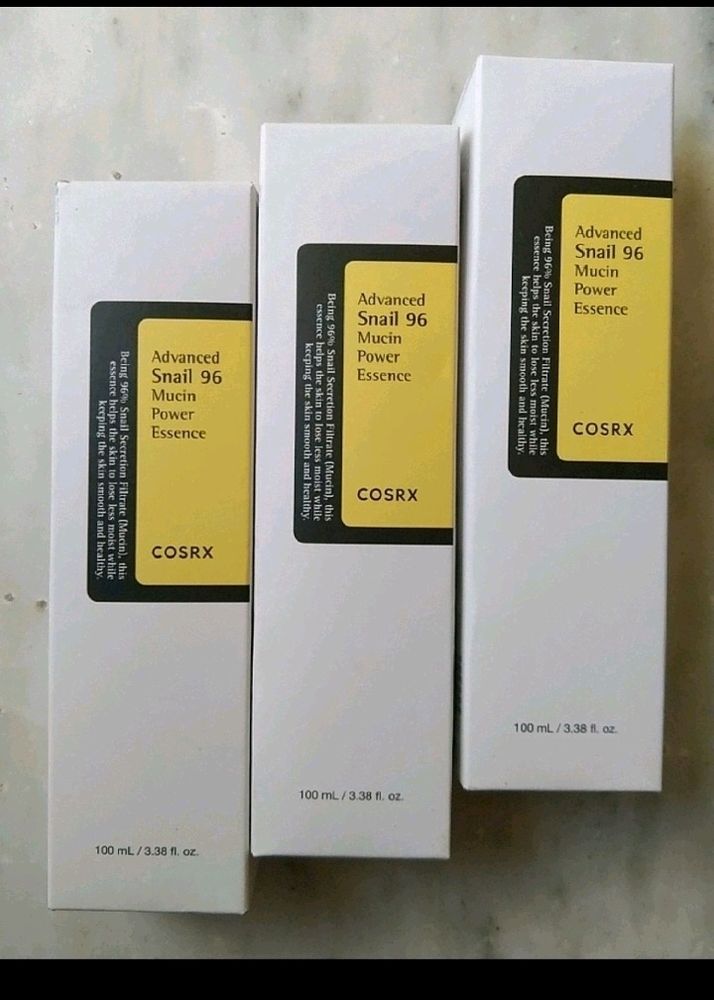 Advanced
Snail 96
Mucin
Power
Essence
COSRX
Being 96% Snail Secretion Filtrate (Mucin), this
essence helps the skin to lose less moist while
keeping the skin smooth and healthy.
100 mL / 3.38 fl. oz.
Advanced
Snail 96
Mucin
Power
Essence
COSRX
Being 96% Snail Secretion Filtrate (Mucin), this
essence helps the skin to lose less moist while
keeping the skin smooth and healthy.
100 mL / 3.38 fl. oz.
Advanced
Snail 96
Mucin
Power
Essence
COSRX
Being 96% Snail Secretion Filtrate (Mucin), this
essence helps the skin to lose less moist while
keeping the skin smooth and healthy.
100 mL / 3.38 fl. oz.